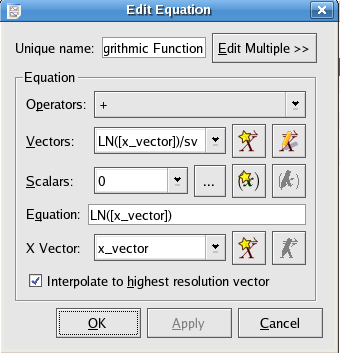 Edit Equation
Unique name: grithmic Function Edit Multiple >>
Equation
Operators: +
Vectors: LN([x_vector])/sv
Scalars: 0 ... (x) (x)
Equation: LN([x_vector])
X Vector: x_vector
Interpolate to highest resolution vector
OK Apply Cancel